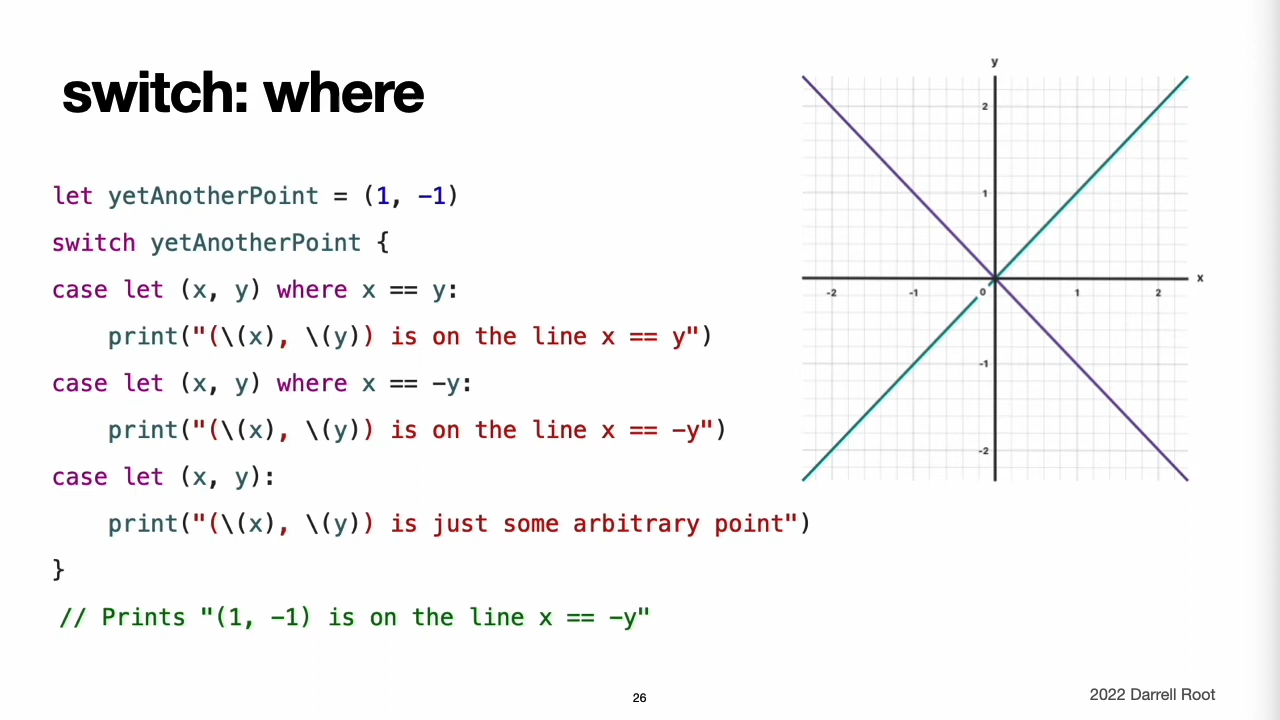 switch: where
let yetAnotherPoint = (1, −1)
switch yetAnotherPoint {
case let (x, y) where x == y:
    print("(\(x), \(y)) is on the line x == y")
case let (x, y) where x == −y:
    print("(\(x), \(y)) is on the line x == −y")
case let (x, y):
    print("(\(x), \(y)) is just some arbitrary point")
}
// Prints "(1, −1) is on the line x == −y"
y
2
1
x
-2 -1 0 1 2
-1
-2
26
2022 Darrell Root